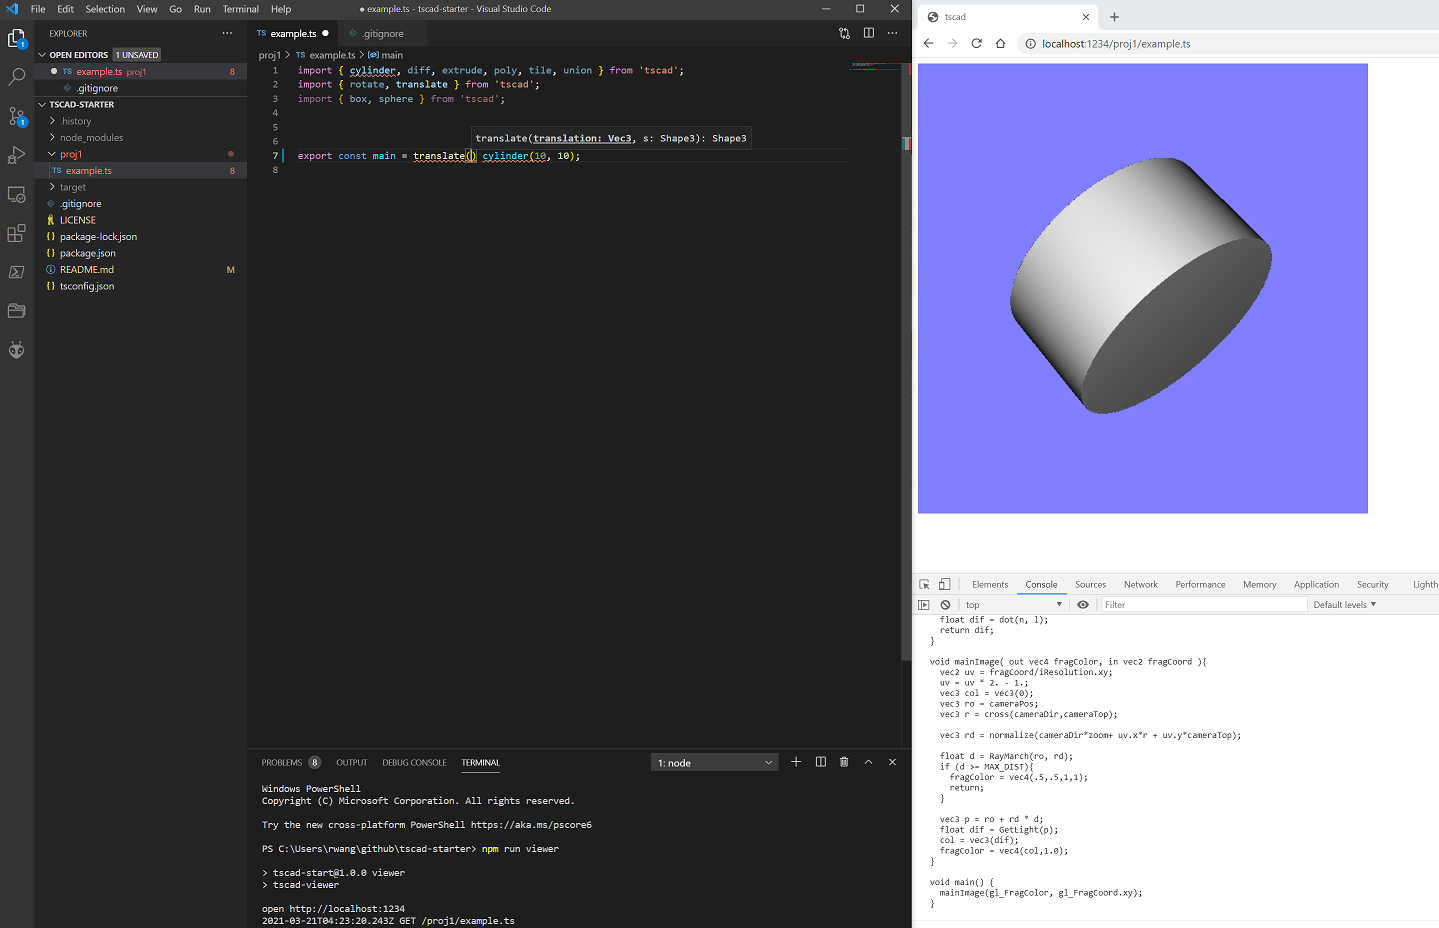 File Edit Selection View Go Run Terminal Help
● example.ts - tscad-starter - Visual Studio Code
EXPLORER
OPEN EDITORS 1 UNSAVED
TS example.ts proj1 8
.gitignore
TSCAD-STARTER
.history
node_modules
proj1
TS example.ts 8
target
.gitignore
LICENSE
{} package-lock.json
{} package.json
README.md M
{} tsconfig.json
1
1
TS example.ts ●
.gitignore
proj1 > TS example.ts > main
1 import { cylinder, diff, extrude, poly, tile, union } from 'tscad';
2 import { rotate, translate } from 'tscad';
3 import { box, sphere } from 'tscad';
4
5
6
translate(translation: Vec3, s: Shape3): Shape3
7 export const main = translate() cylinder(10, 10);
8
PROBLEMS 8 OUTPUT DEBUG CONSOLE TERMINAL
1: node
Windows PowerShell
Copyright (C) Microsoft Corporation. All rights reserved.
Try the new cross-platform PowerShell https://aka.ms/pscore6
PS C:\Users\rwang\github\tscad-starter> npm run viewer
> tscad-start@1.0.0 viewer
> tscad-viewer
open http://localhost:1234
2021-03-21T04:23:20.243Z GET /proj1/example.ts
tscad
localhost:1234/proj1/example.ts
Elements Console Sources Network Performance Memory Application Security Lighth
top
Filter
Default levels
float dif = dot(n, l);
return dif;
}
void mainImage( out vec4 fragColor, in vec2 fragCoord ){
vec2 uv = fragCoord/iResolution.xy;
uv = uv * 2. - 1.;
vec3 col = vec3(0);
vec3 ro = cameraPos;
vec3 r = cross(cameraDir,cameraTop);
vec3 rd = normalize(cameraDir*zoom+ uv.x*r + uv.y*cameraTop);
float d = RayMarch(ro, rd);
if (d >= MAX_DIST){
fragColor = vec4(.5,.5,1,1);
return;
}
vec3 p = ro + rd * d;
float dif = GetLight(p);
col = vec3(dif);
fragColor = vec4(col,1.0);
}
void main() {
mainImage(gl_FragColor, gl_FragCoord.xy);
}